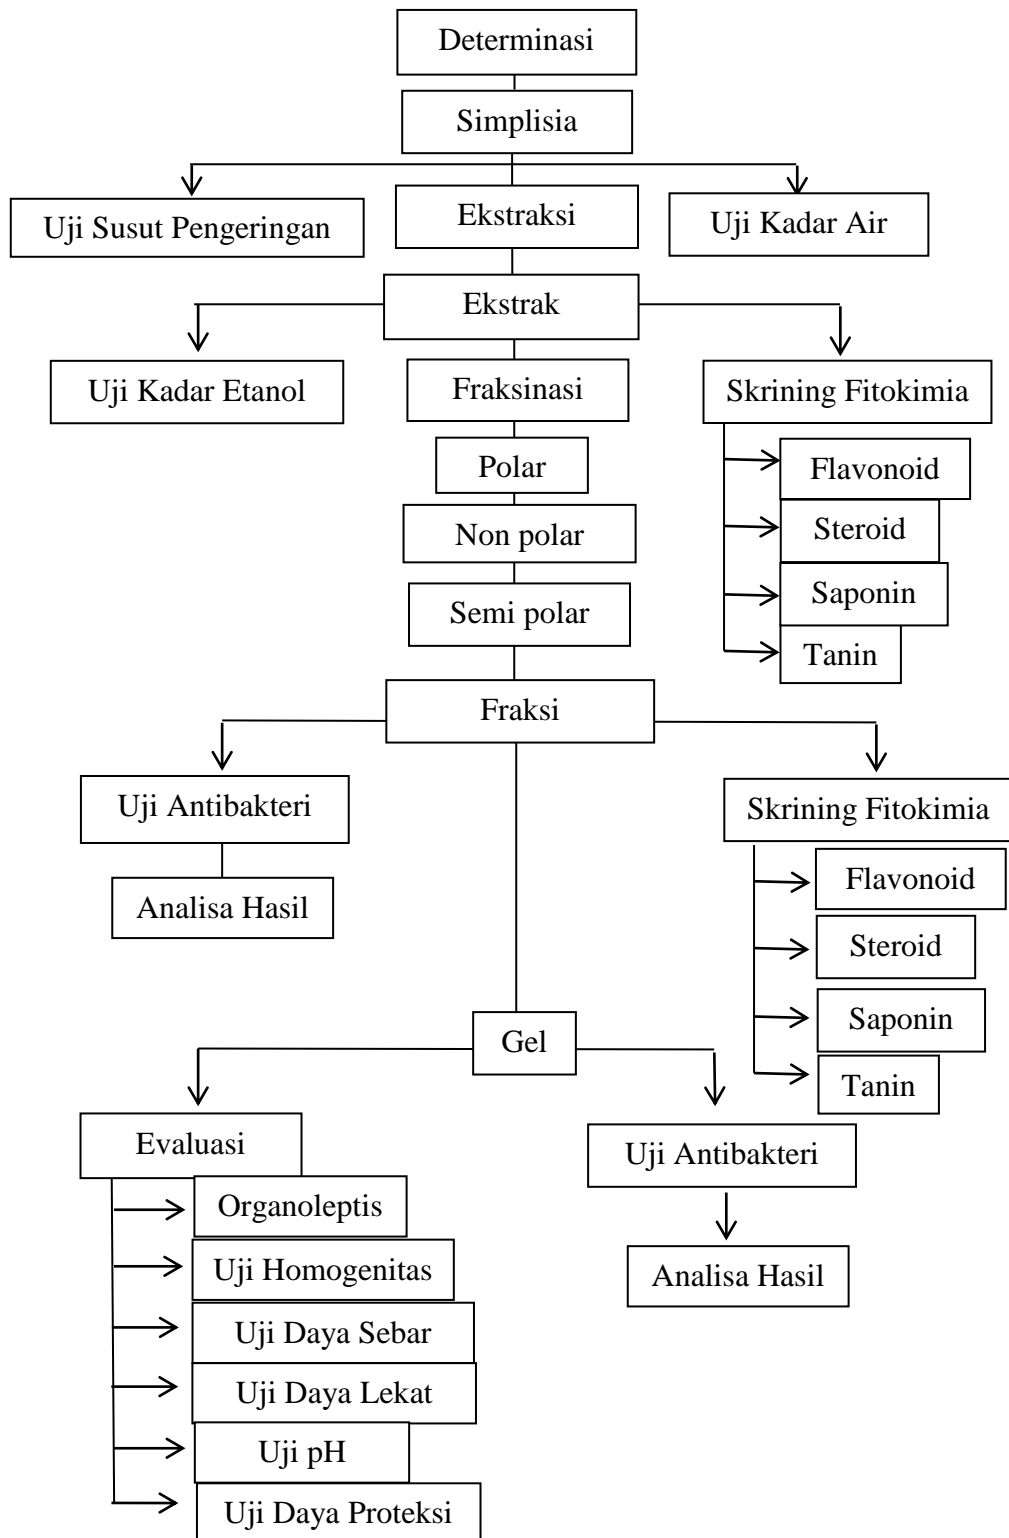 Determinasi
Simplisia
Uji Susut Pengeringan
Ekstraksi
Uji Kadar Air
Ekstrak
Uji Kadar Etanol
Fraksinasi
Skrining Fitokimia
Polar
Flavonoid
Non polar
Steroid
Semi polar
Saponin
Tanin
Fraksi
Uji Antibakteri
Skrining Fitokimia
Analisa Hasil
Flavonoid
Steroid
Saponin
Gel
Tanin
Evaluasi
Uji Antibakteri
Organoleptis
Uji Homogenitas
Analisa Hasil
Uji Daya Sebar
Uji Daya Lekat
Uji pH
Uji Daya Proteksi